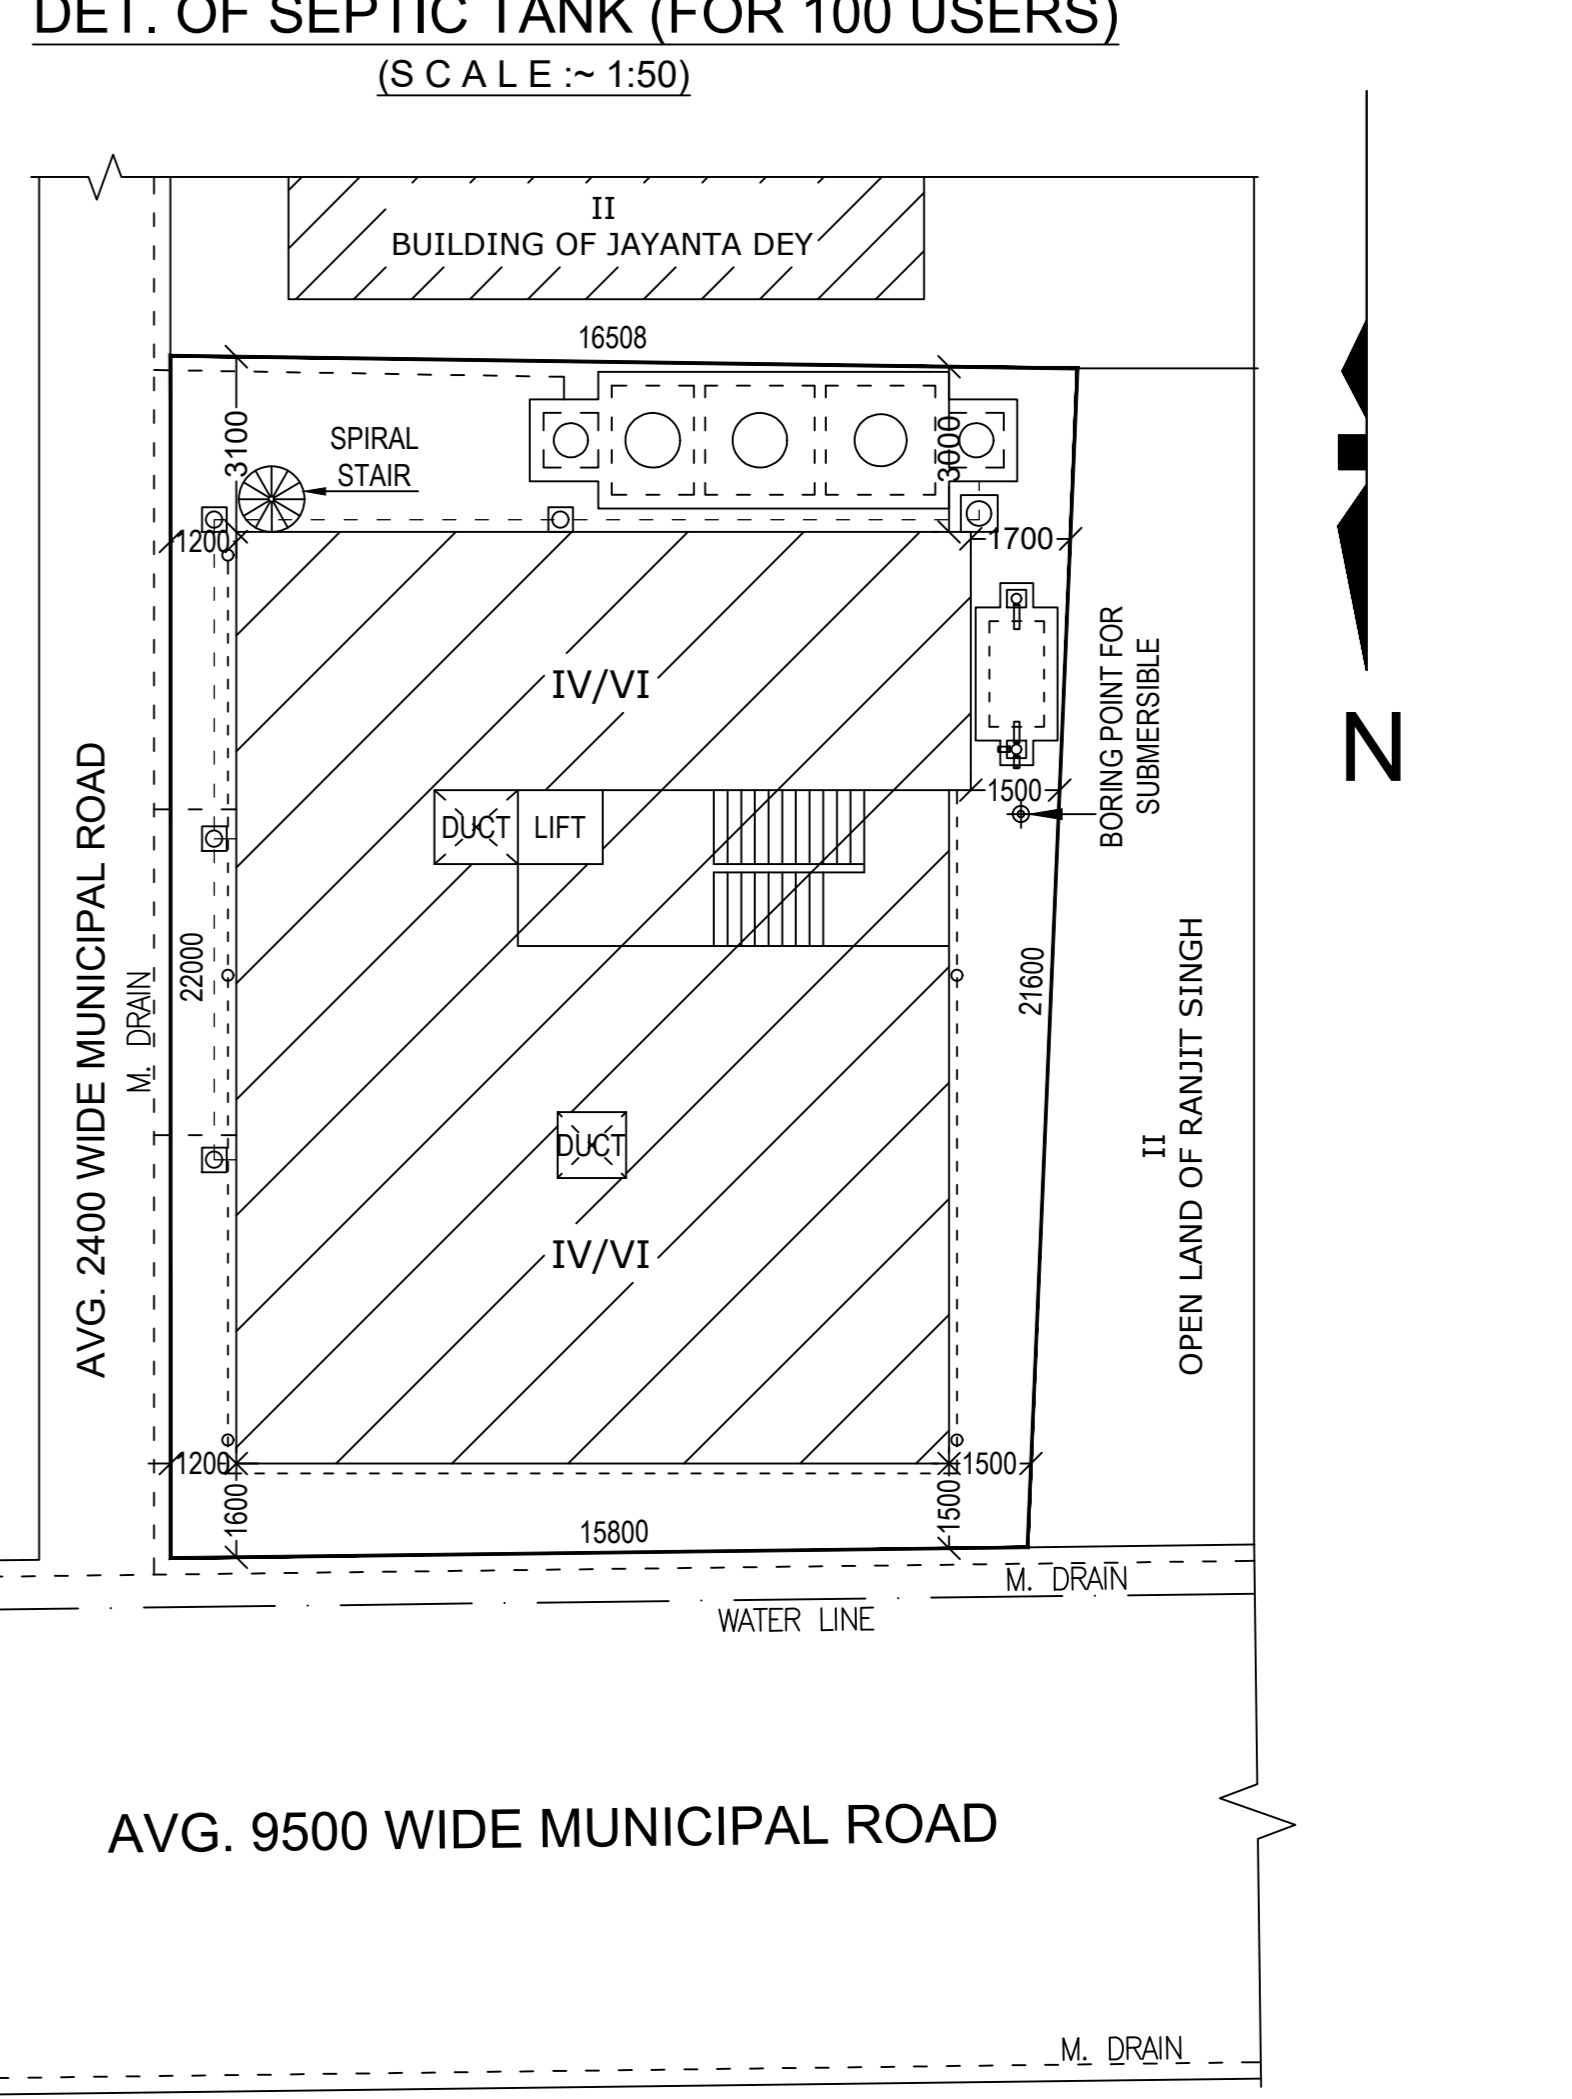 DET. OF SEPTIC TANK (FOR 100 USERS)
(S C A L E :~ 1:50)
II
BUILDING OF JAYANTA DEY
16508
3100
SPIRAL
STAIR
3000
1200
1700
IV/VI
BORING POINT FOR
SUBMERSIBLE
N
1500
DUCT
LIFT
AVG. 2400 WIDE MUNICIPAL ROAD
M. DRAIN
22000
21600
II
OPEN LAND OF RANJIT SINGH
DUCT
IV/VI
1200
1500
1600
1500
15800
M. DRAIN
WATER LINE
AVG. 9500 WIDE MUNICIPAL ROAD
M. DRAIN